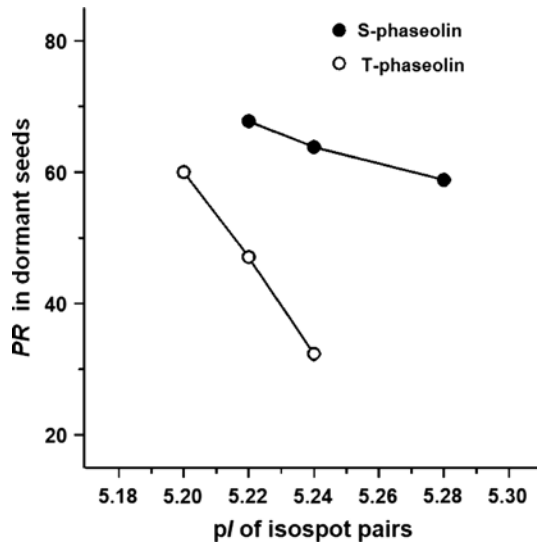 S-phaseolin
T-phaseolin
PR in dormant seeds
80
60
40
20
5.18 5.20 5.22 5.24 5.26 5.28 5.30
pI of isospot pairs